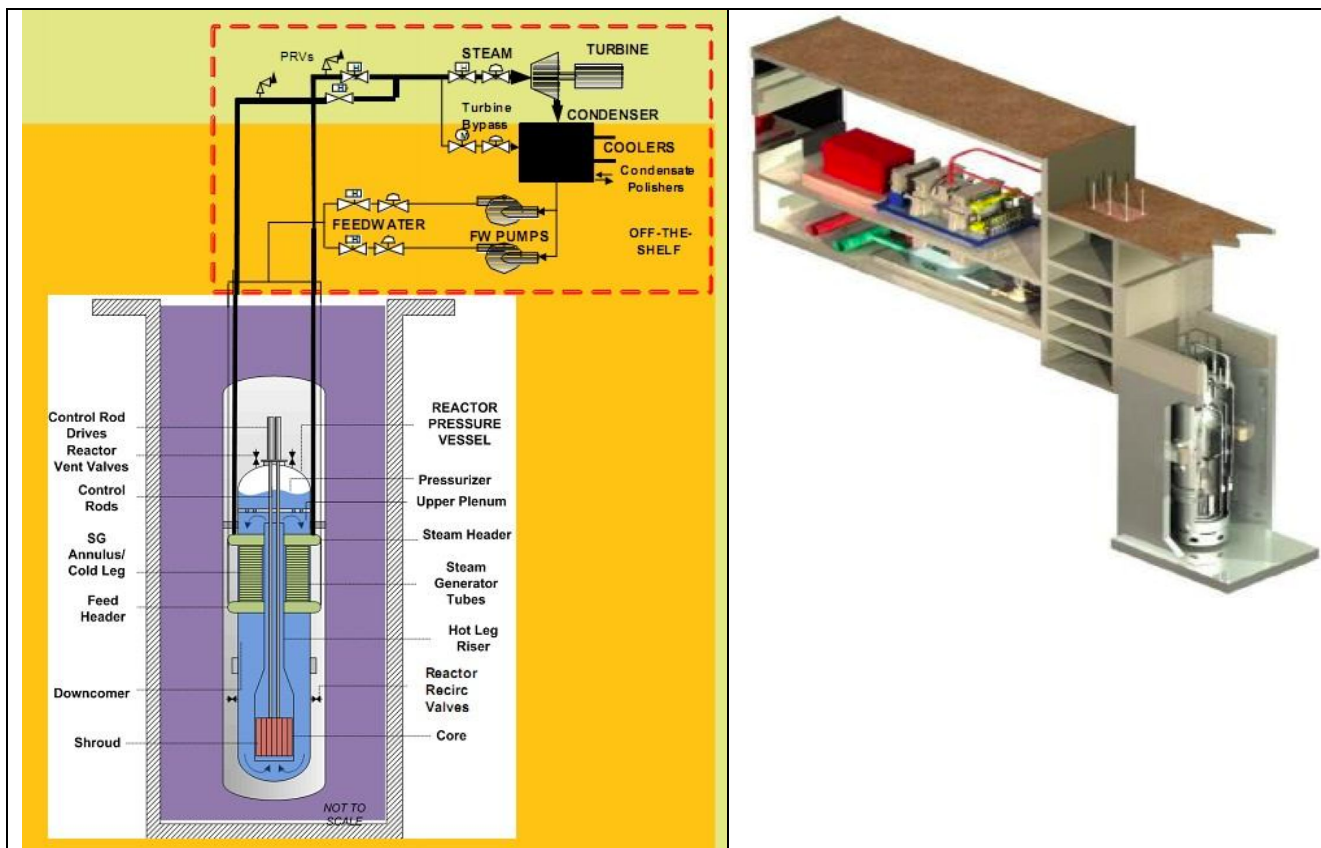 PRVs
STEAM
TURBINE
Turbine
Bypass
M
CONDENSER
COOLERS
Condensate
Polishers
FEEDWATER
FW PUMPS
OFF-THE-
SHELF
H
H
H
H
H
Control Rod
Drives
Reactor
Vent Valves
Control
Rods
SG
Annulus/
Cold Leg
Feed
Header
Downcomer
Shroud
REACTOR
PRESSURE
VESSEL
Pressurizer
Upper Plenum
Steam Header
Steam
Generator
Tubes
Hot Leg
Riser
Reactor
Recirc
Valves
Core
NOT TO
SCALE